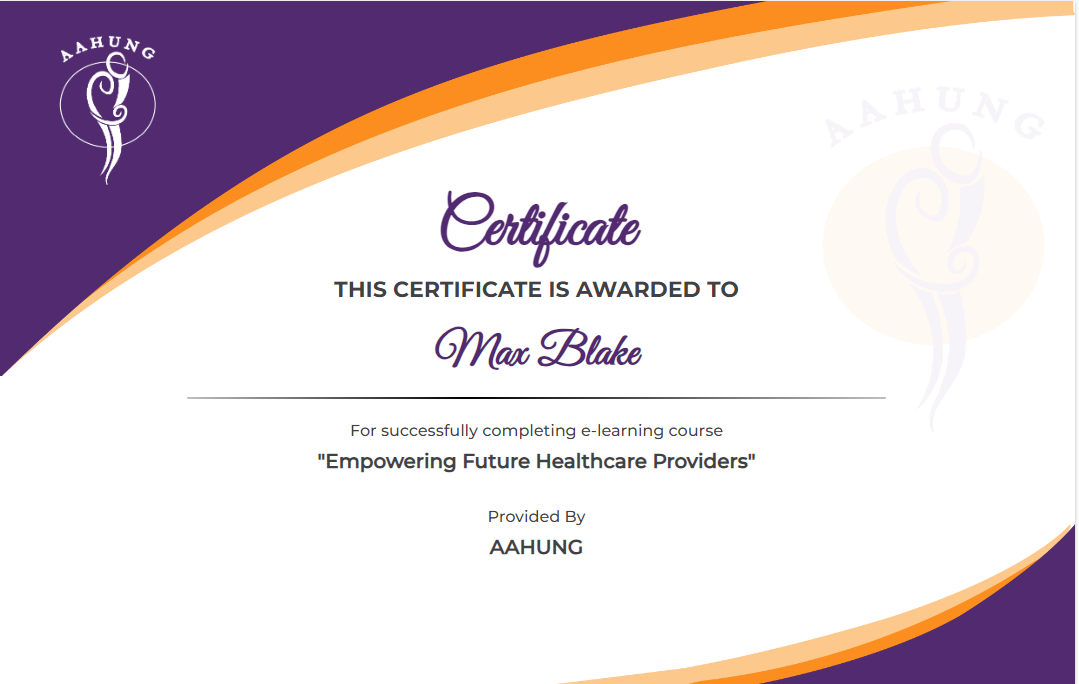 AAHUNG
AAHUNG
Certificate
THIS CERTIFICATE IS AWARDED TO
Max Blake
For successfully completing e-learning course
"Empowering Future Healthcare Providers"
Provided By
AAHUNG